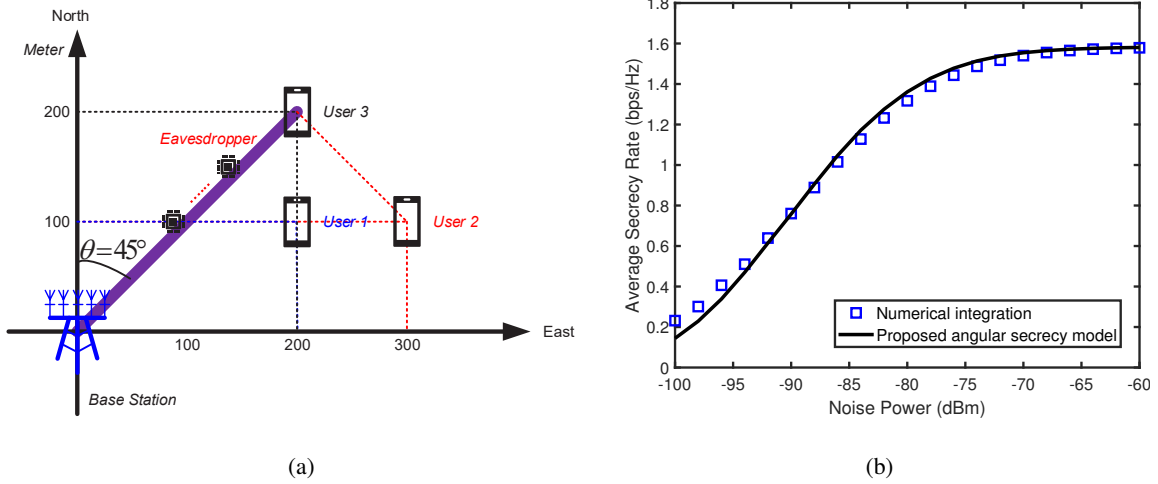 North
Meter
200
User 3
Eavesdropper
100
User 1
User 2
θ=45°
100
200
300
East
Base Station
(a)
1.8
1.6
1.4
1.2
1
0.8
0.6
0.4
0.2
0
Average Secrecy Rate (bps/Hz)
Numerical integration
Proposed angular secrecy model
-100
-95
-90
-85
-80
-75
-70
-65
-60
Noise Power (dBm)
(b)